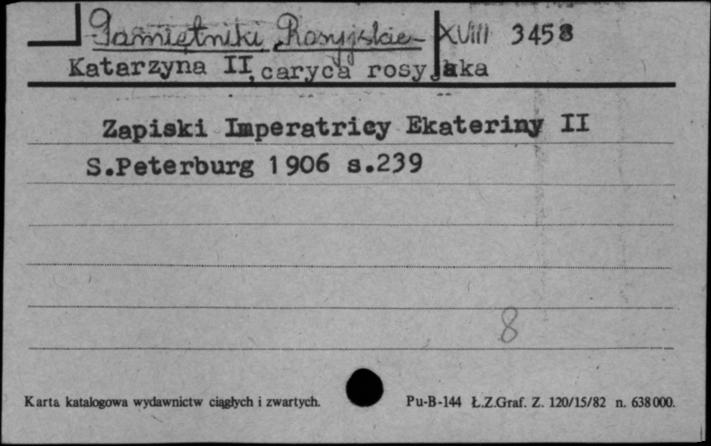 Pamiętniki Rosyjskie XVIII 3458
Katarzyna II, caryca rosyjska
Zapiski Imperatricy Ekateriny II
S.Peterburg 1906 s.239
8
Karta katalogowa wydawnictw ciągłych i zwartych. Pu-B-144 Ł.Z.Graf. Z. 120/15/82 n. 638000.